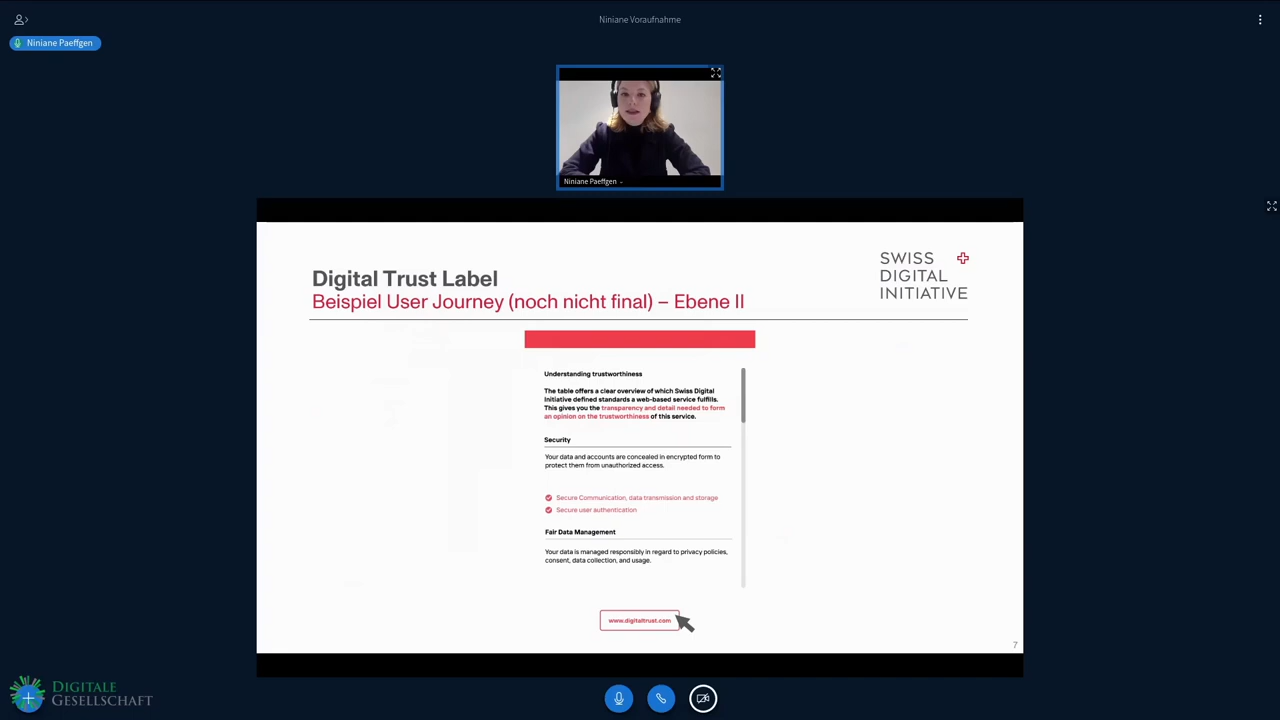 Niniane Voraufnahme
Niniane Paeffgen
Niniane Paeffgen
Digital Trust Label
Beispiel User Journey (noch nicht final) – Ebene II
SWISS
DIGITAL
INITIATIVE
Understanding trustworthiness
The table offers a clear overview of which Swiss Digital
Initiative defined standards a web-based service fulfills.
This gives you the transparency and detail needed to form
an opinion on the trustworthiness of this service.
Security
Your data and accounts are concealed in encrypted form to
protect them from unauthorized access.
Secure Communication, data transmission and storage
Secure user authentication
Fair Data Management
Your data is managed responsibly in regard to privacy policies,
consent, data collection, and usage.
www.digitaltrust.com
7
DIGITALE
GESELLSCHAFT